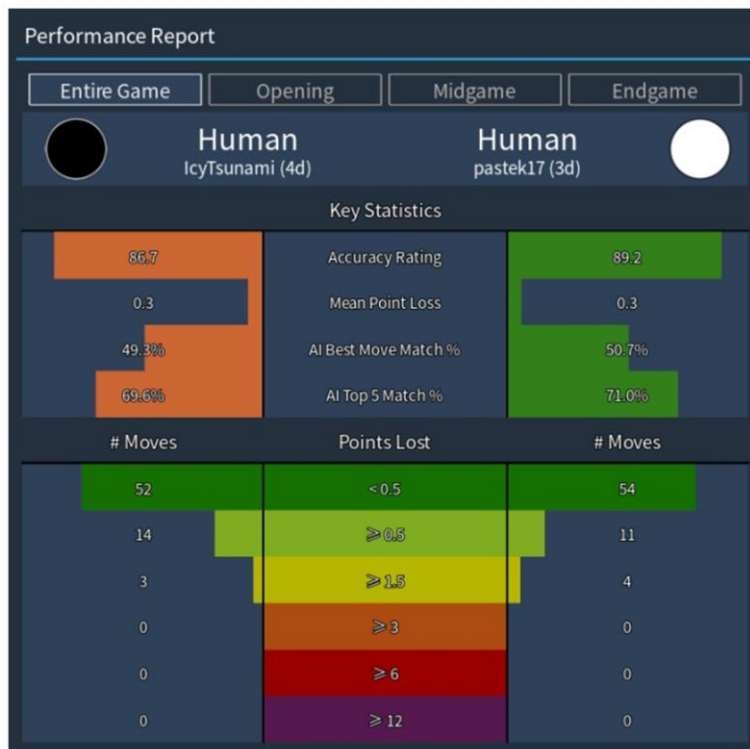 Performance Report
Entire Game Opening Midgame Endgame
Human Human
IcyTsunami (4d) pastek17 (3d)
Key Statistics
86.7 Accuracy Rating 89.2
0.3 Mean Point Loss 0.3
49.3% AI Best Move Match % 50.7%
69.6% AI Top 5 Match % 71.0%
# Moves Points Lost # Moves
52 < 0.5 54
14 ⩾ 0.5 11
3 ⩾ 1.5 4
0 ⩾ 3 0
0 ⩾ 6 0
0 ⩾ 12 0